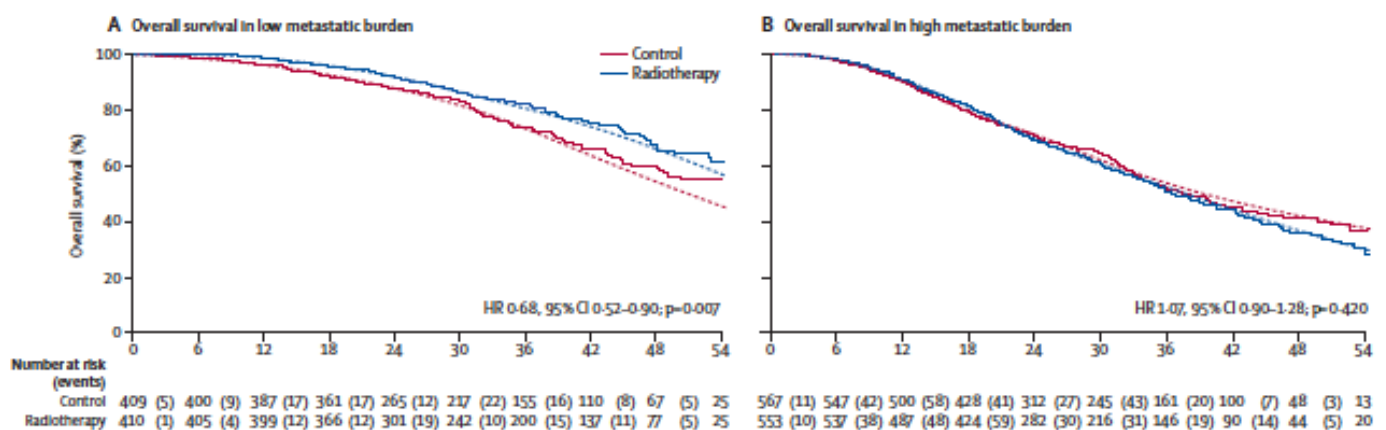 A Overall survival in low metastatic burden
Control
Radiotherapy
100
80
60
40
20
0
Overall survival (%)
HR 0·68, 95% CI 0·52–0·90; p=0·007
0 6 12 18 24 30 36 42 48 54
B Overall survival in high metastatic burden
HR 1·07, 95% CI 0·90–1·28; p=0·420
0 6 12 18 24 30 36 42 48 54
Number at risk
(events)
Control 409 (5) 400 (9) 387 (17) 361 (17) 265 (12) 217 (22) 155 (16) 110 (8) 67 (5) 25 567 (11) 547 (42) 500 (58) 428 (41) 312 (27) 245 (43) 161 (20) 100 (7) 48 (3) 13
Radiotherapy 410 (1) 405 (4) 399 (12) 366 (12) 301 (19) 242 (10) 200 (15) 137 (11) 77 (5) 25 553 (10) 537 (38) 487 (48) 424 (59) 282 (30) 216 (31) 146 (19) 90 (14) 44 (5) 20